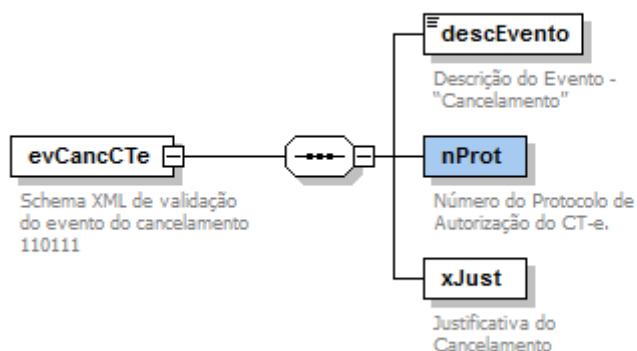 descEvento
Descrição do Evento -
"Cancelamento"
evCancCTe
Schema XML de validação
do evento do cancelamento
110111
nProt
Número do Protocolo de
Autorização do CT-e.
xJust
Justificativa do
Cancelamento